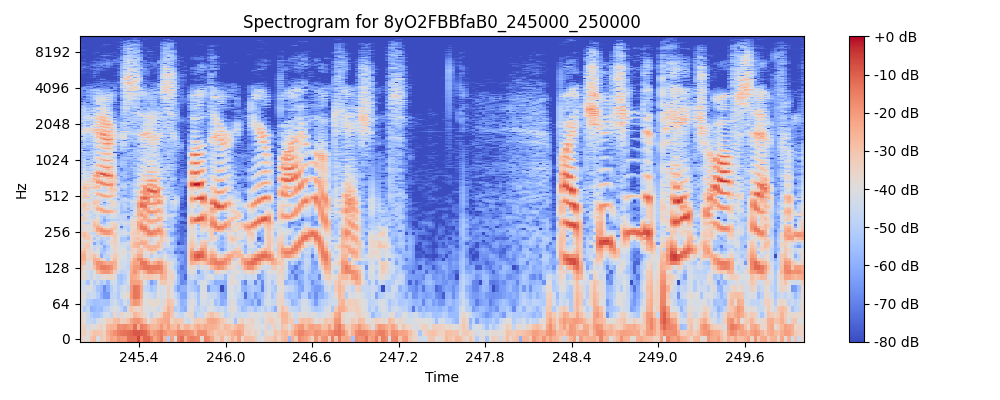 Spectrogram for 8yO2FBBfaB0_245000_250000
8192
4096
2048
1024
512
256
128
64
0
Hz
245.4 246.0 246.6 247.2 247.8 248.4 249.0 249.6
Time
+0 dB
-10 dB
-20 dB
-30 dB
-40 dB
-50 dB
-60 dB
-70 dB
-80 dB